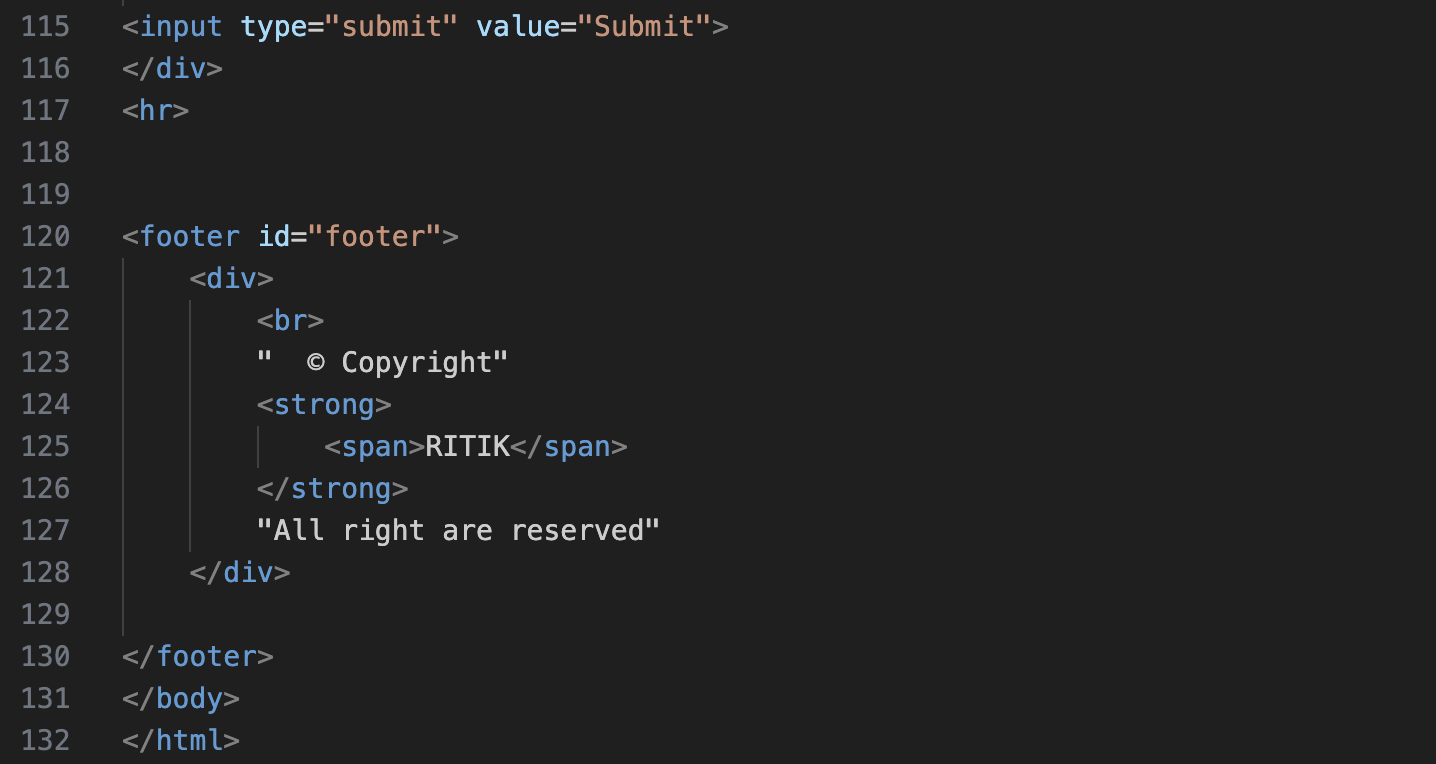 115 <input type="submit" value="Submit">
116 </div>
117 <hr>
118
119
120 <footer id="footer">
121     <div>
122         <br>
123         "  © Copyright"
124         <strong>
125             <span>RITIK</span>
126         </strong>
127         "All right are reserved"
128     </div>
129
130 </footer>
131 </body>
132 </html>